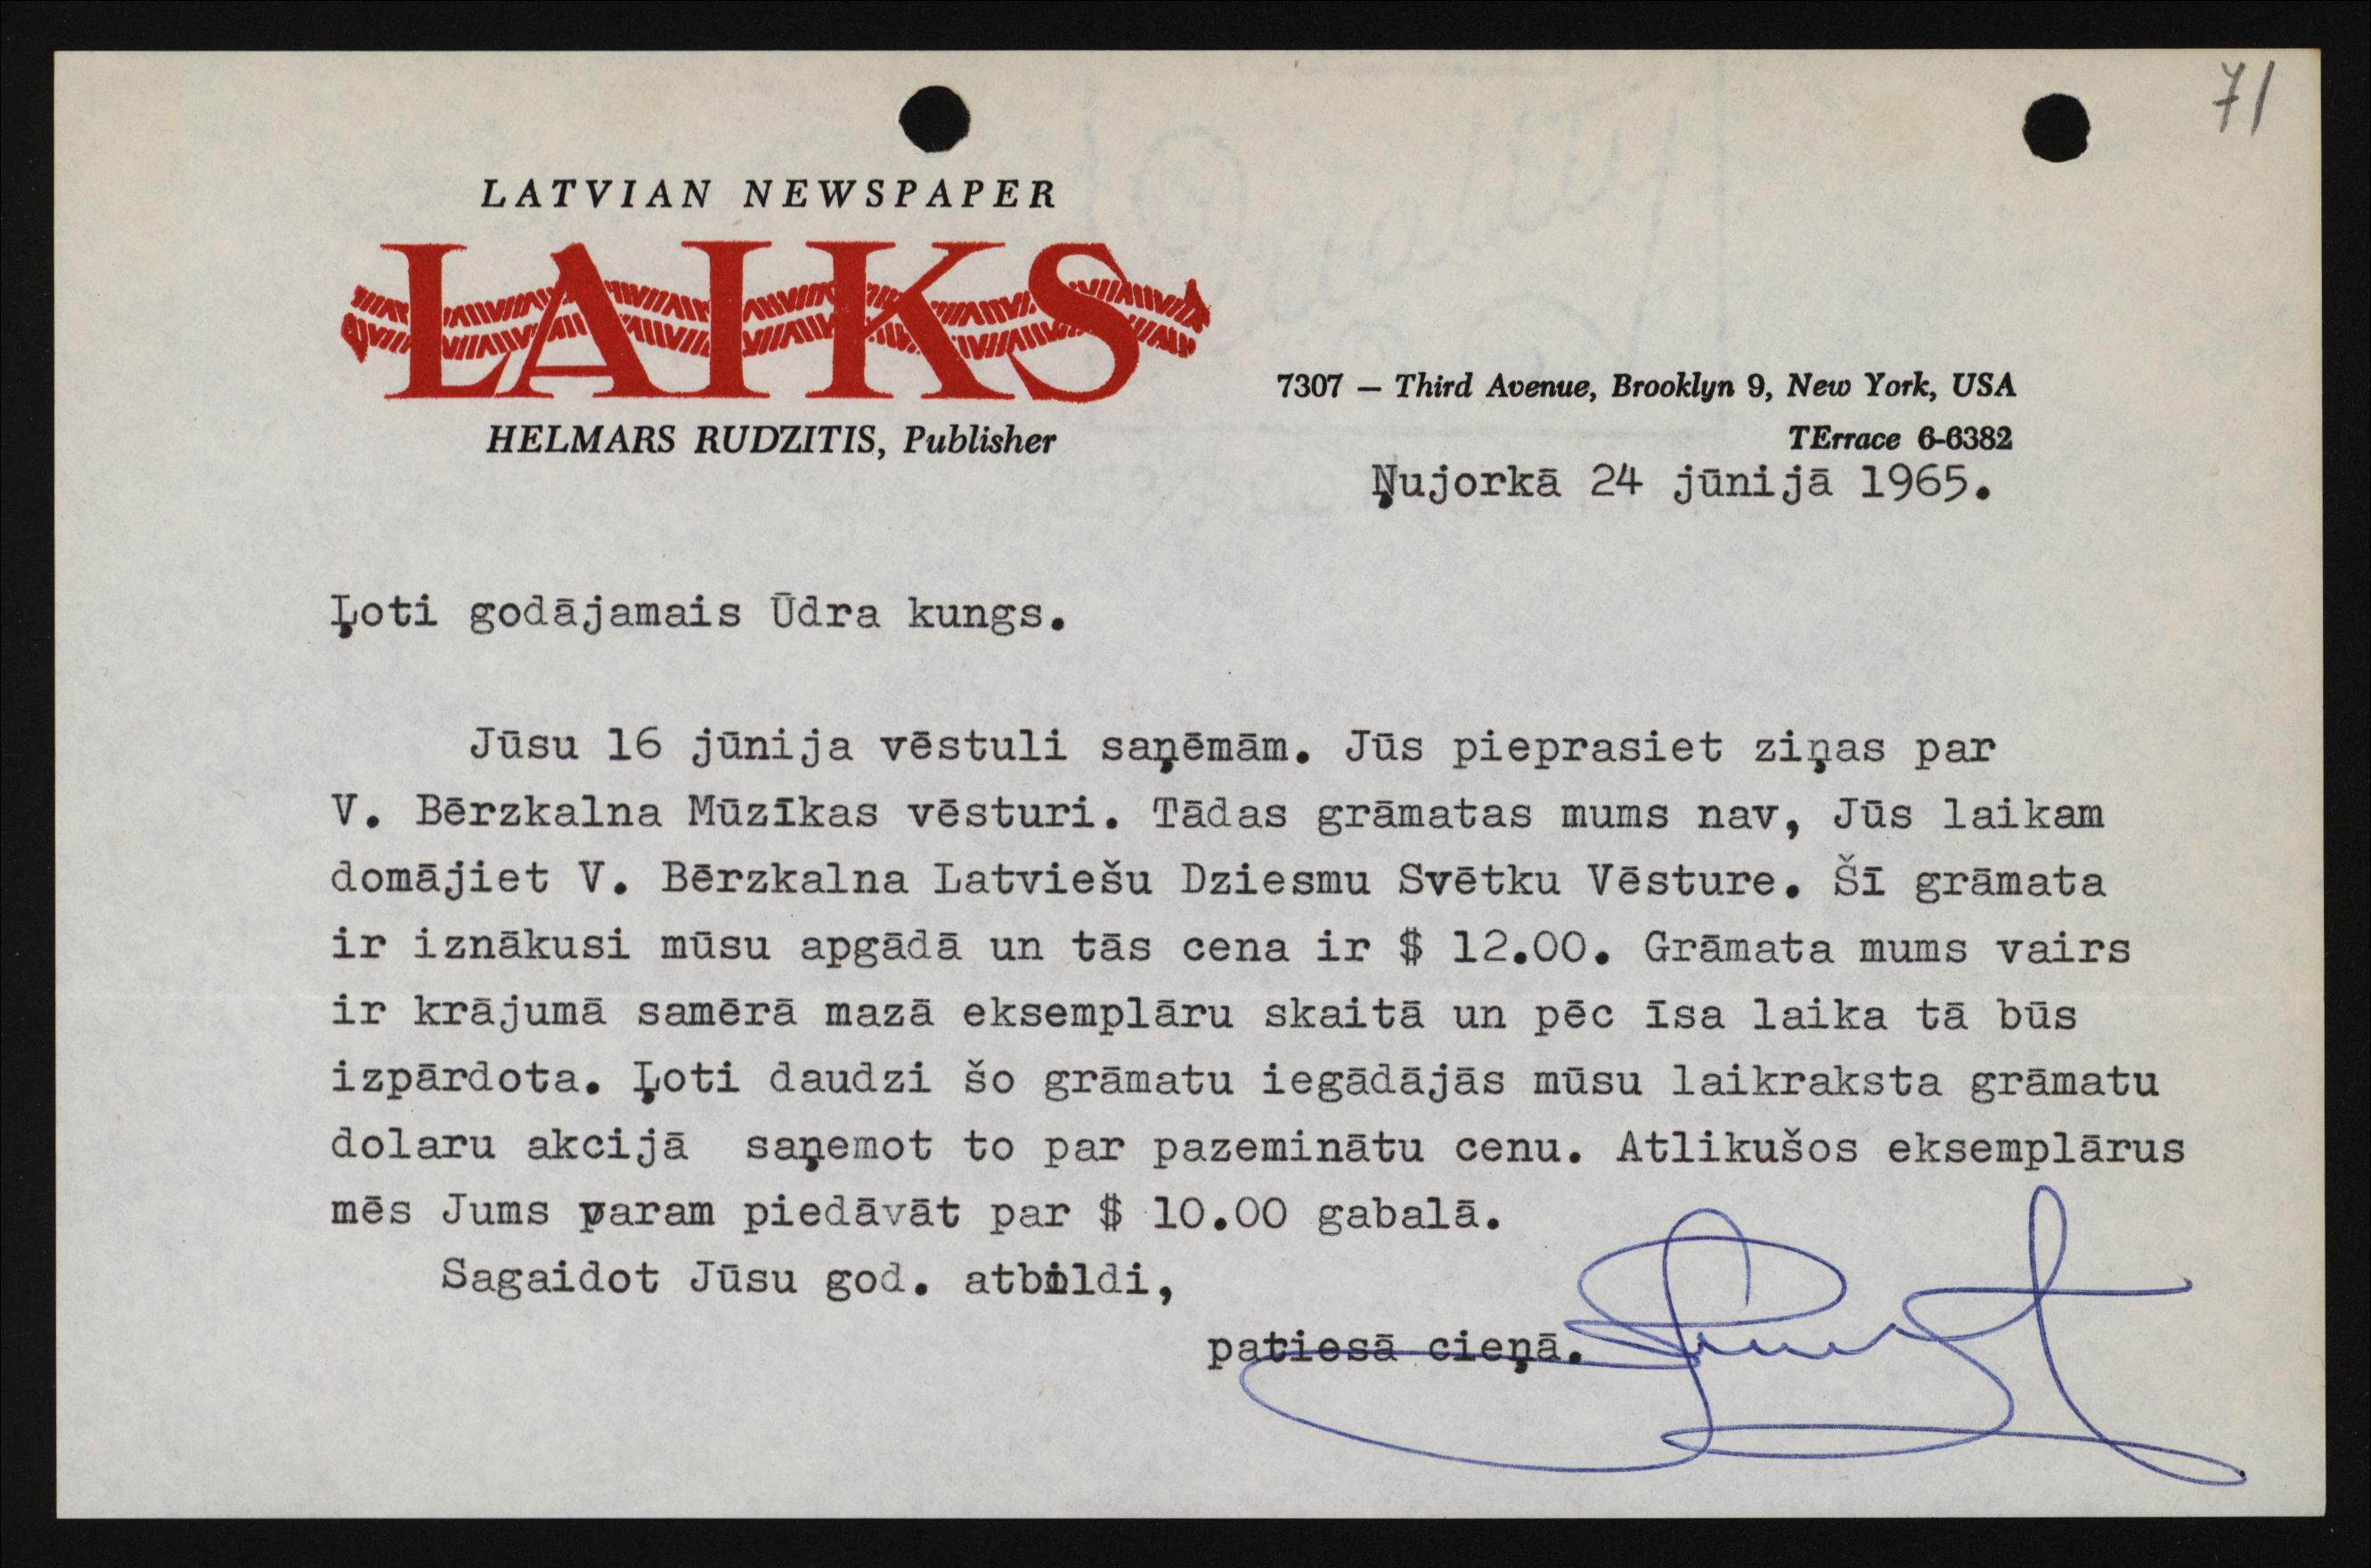 71
LATVIAN NEWSPAPER
LAIKS
HELMARS RUDZITIS, Publisher
7307 — Third Avenue, Brooklyn 9, New York, USA
TErrace 6-6382
Ņujorkā 24 jūnijā 1965.
Ļoti godājamais Ūdra kungs.
Jūsu 16 jūnija vēstuli saņēmām. Jūs pieprasiet ziņas par
V. Bērzkalna Mūzīkas vēsturi. Tādas grāmatas mums nav, Jūs laikam
domājiet V. Bērzkalna Latviešu Dziesmu Svētku Vēsture. Šī grāmata
ir iznākusi mūsu apgādā un tās cena ir $ 12.00. Grāmata mums vairs
ir krājumā samērā mazā eksemplāru skaitā un pēc īsa laika tā būs
izpārdota. Ļoti daudzi šo grāmatu iegādājās mūsu laikraksta grāmatu
dolaru akcijā saņemot to par pazeminātu cenu. Atlikušos eksemplārus
mēs Jums varam piedāvāt par $ 10.00 gabalā.
Sagaidot Jūsu god. atbildi,
patiesā cieņā.